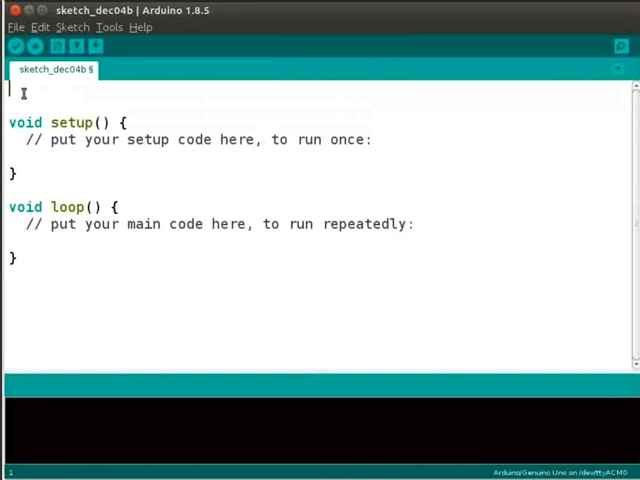 sketch_dec04b | Arduino 1.8.5
File Edit Sketch Tools Help
sketch_dec04b §
void setup() {
// put your setup code here, to run once:
}
void loop() {
// put your main code here, to run repeatedly:
}
1
Arduino/Genuino Uno on /dev/ttyACM0